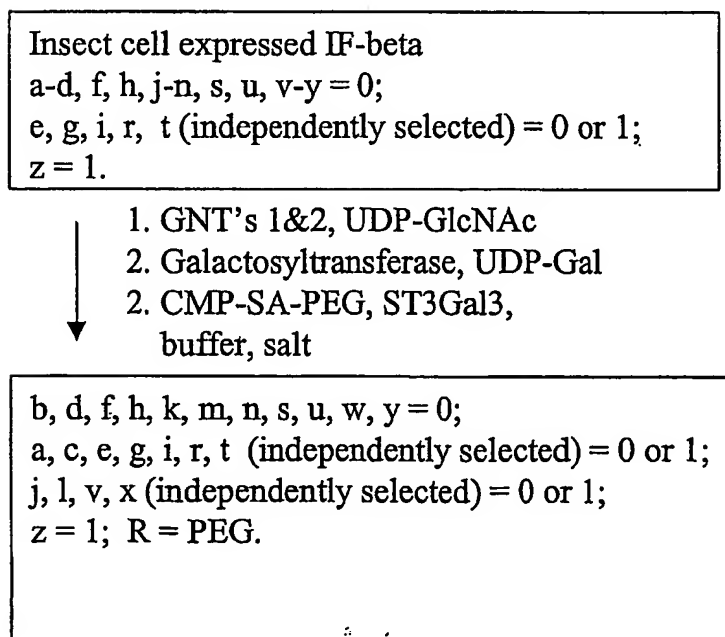 Insect cell expressed IF-beta
a-d, f, h, j-n, s, u, v-y = 0;
e, g, i, r, t (independently selected) = 0 or 1;
z = 1.
1. GNT's 1&2, UDP-GlcNAc
2. Galactosyltransferase, UDP-Gal
2. CMP-SA-PEG, ST3Gal3,
buffer, salt
b, d, f, h, k, m, n, s, u, w, y = 0;
a, c, e, g, i, r, t (independently selected) = 0 or 1;
j, l, v, x (independently selected) = 0 or 1;
z = 1; R = PEG.